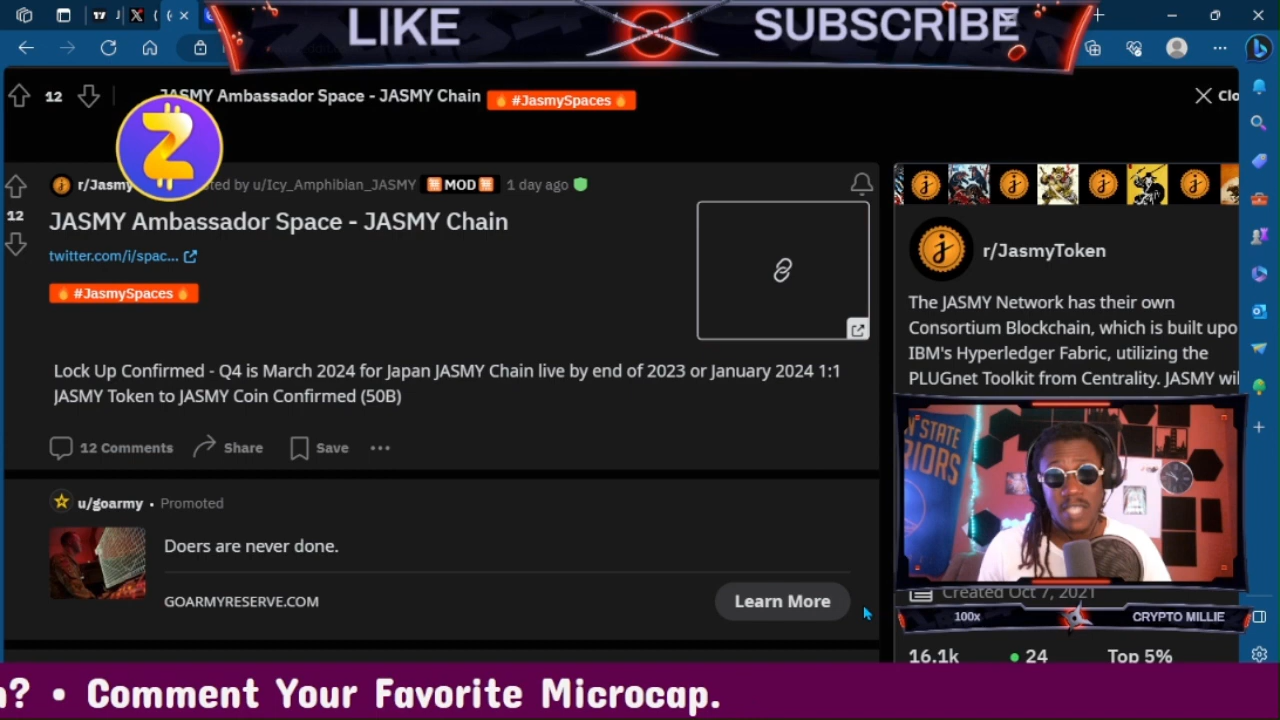 LIKE
SUBSCRIBE
12
JASMY Ambassador Space - JASMY Chain
#JasmySpaces
Clo
r/Jasmy
ted by u/Icy_Amphibian_JASMY
MOD
1 day ago
12
JASMY Ambassador Space - JASMY Chain
twitter.com/i/spac...
#JasmySpaces
Lock Up Confirmed - Q4 is March 2024 for Japan JASMY Chain live by end of 2023 or January 2024 1:1
JASMY Token to JASMY Coin Confirmed (50B)
12 Comments
Share
Save
u/goarmy • Promoted
Doers are never done.
GOARMYRESERVE.COM
Learn More
r/JasmyToken
The JASMY Network has their own
Consortium Blockchain, which is built upo
IBM's Hyperledger Fabric, utilizing the
PLUGnet Toolkit from Centrality. JASMY wil
N STATE
RIORS
Created Oct 7, 2021
100x
CRYPTO MILLIE
16.1k
24
Top 5%
? • Comment Your Favorite Microcap.